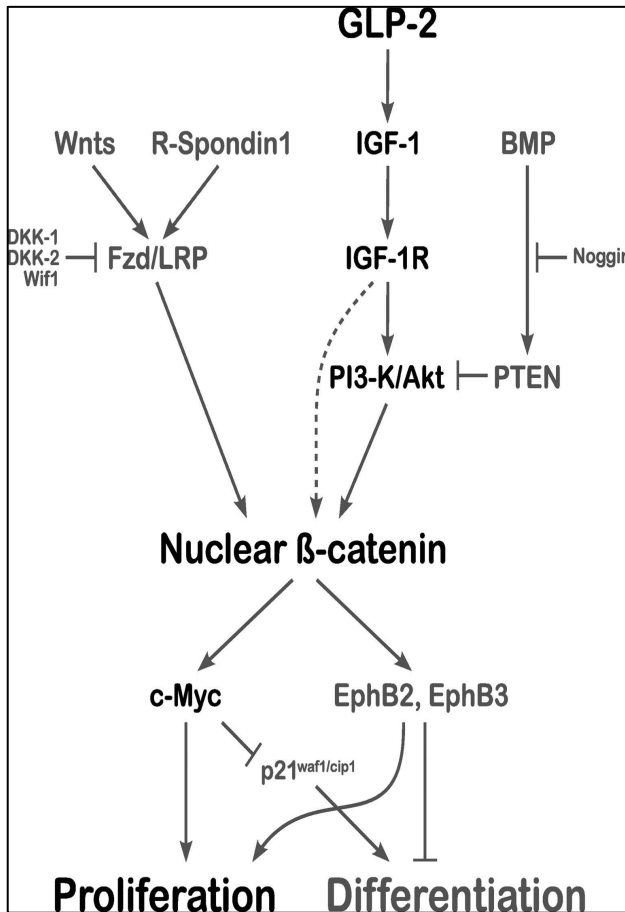 GLP-2
Wnts R-Spondin1 IGF-1 BMP
DKK-1
DKK-2
Wif1
Fzd/LRP IGF-1R Noggin
PI3-K/Akt PTEN
Nuclear ß-catenin
c-Myc EphB2, EphB3
p21waf1/cip1
Proliferation Differentiation